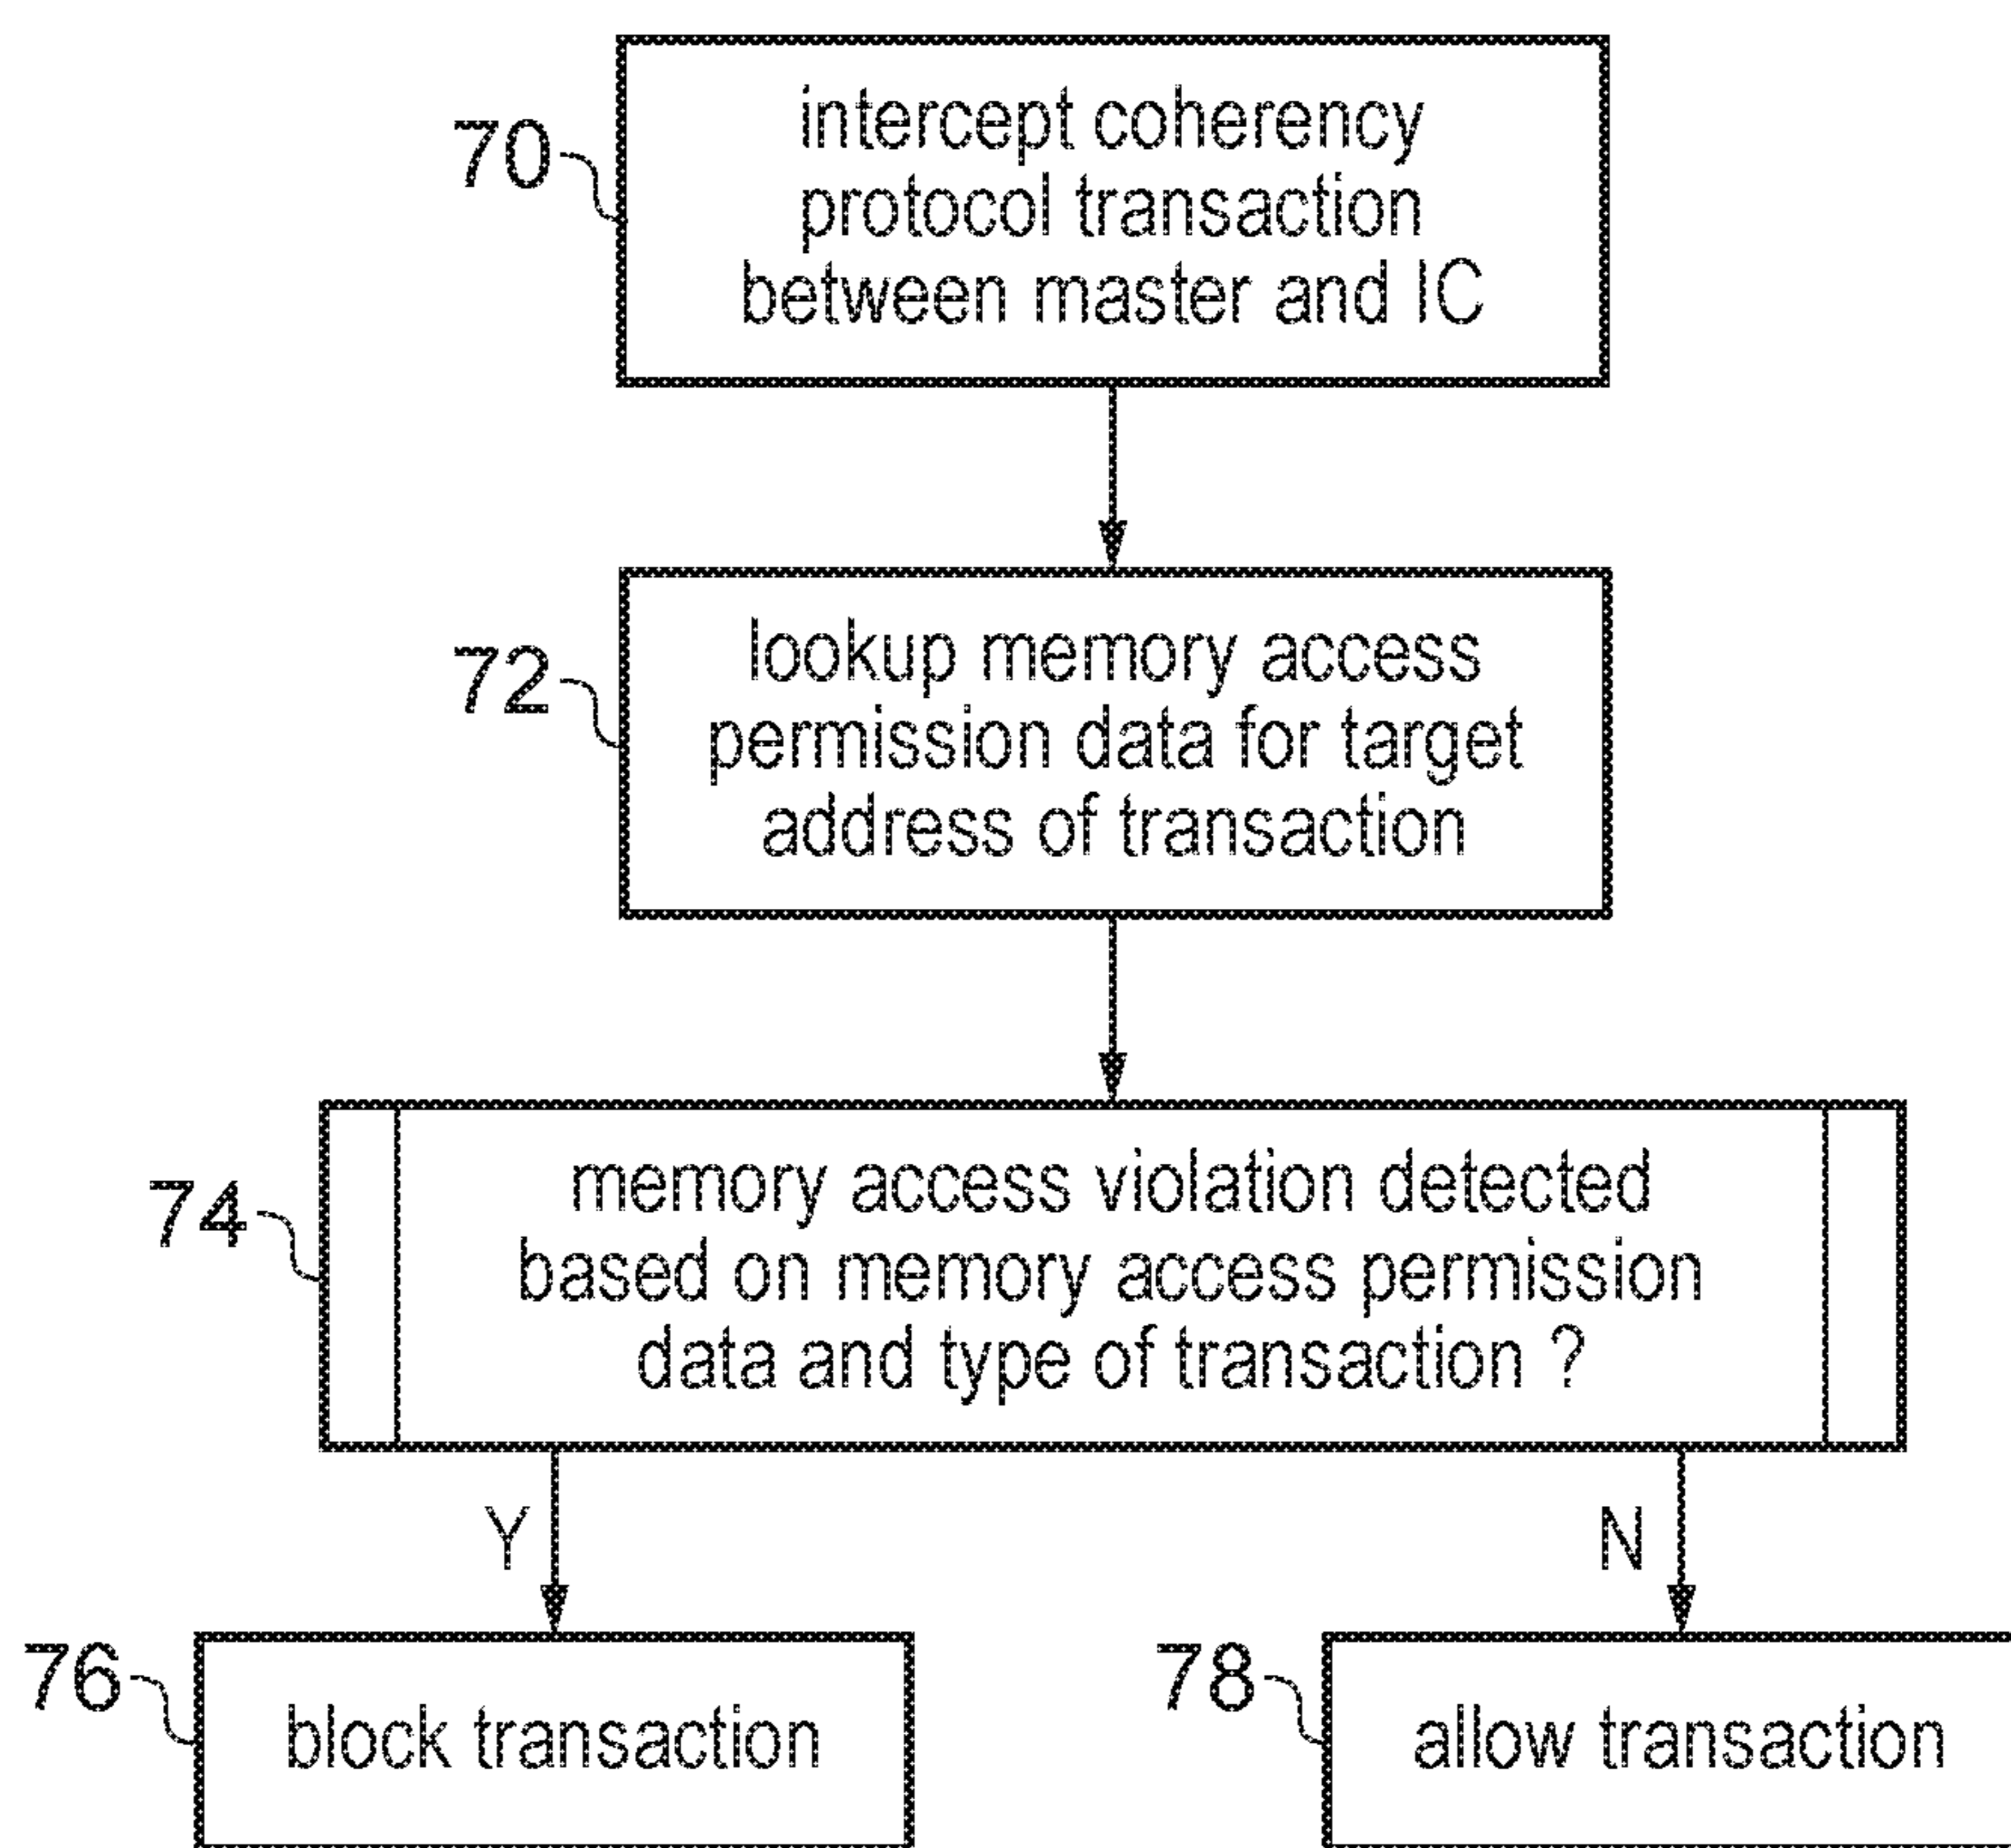 70
intercept coherency
protocol transaction
between master and IC
72
lookup memory access
permission data for target
address of transaction
74
memory access violation detected
based on memory access permission
data and type of transaction ?
Y
N
76
block transaction
78
allow transaction